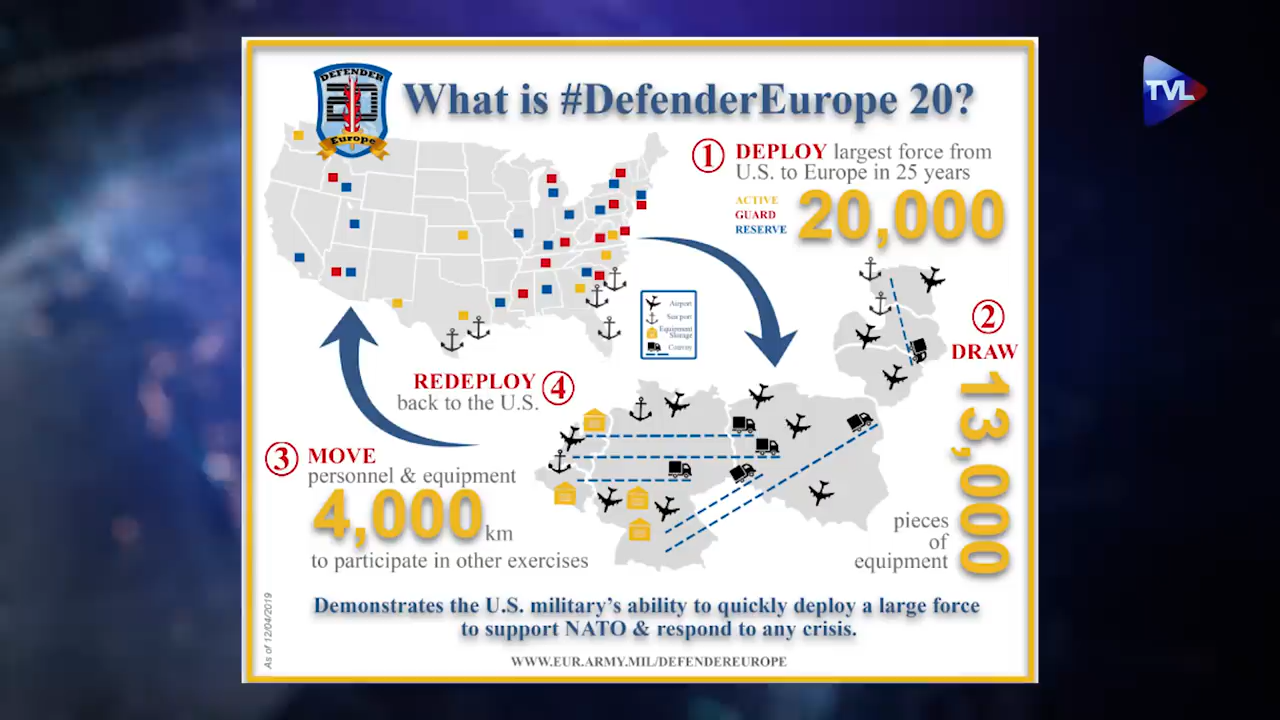 TVL
DEFENDER
20
Europe
What is #DefenderEurope 20?
1
DEPLOY largest force from
U.S. to Europe in 25 years
ACTIVE
GUARD
RESERVE
20,000
Airport
Seaport
Equipment
Storage
Convoy
2
DRAW
13,000
pieces
of
equipment
3
MOVE
personnel & equipment
4,000 km
to participate in other exercises
REDEPLOY 4
back to the U.S.
Demonstrates the U.S. military's ability to quickly deploy a large force
to support NATO & respond to any crisis.
WWW.EUR.ARMY.MIL/DEFENDEREUROPE
As of 12/04/2019